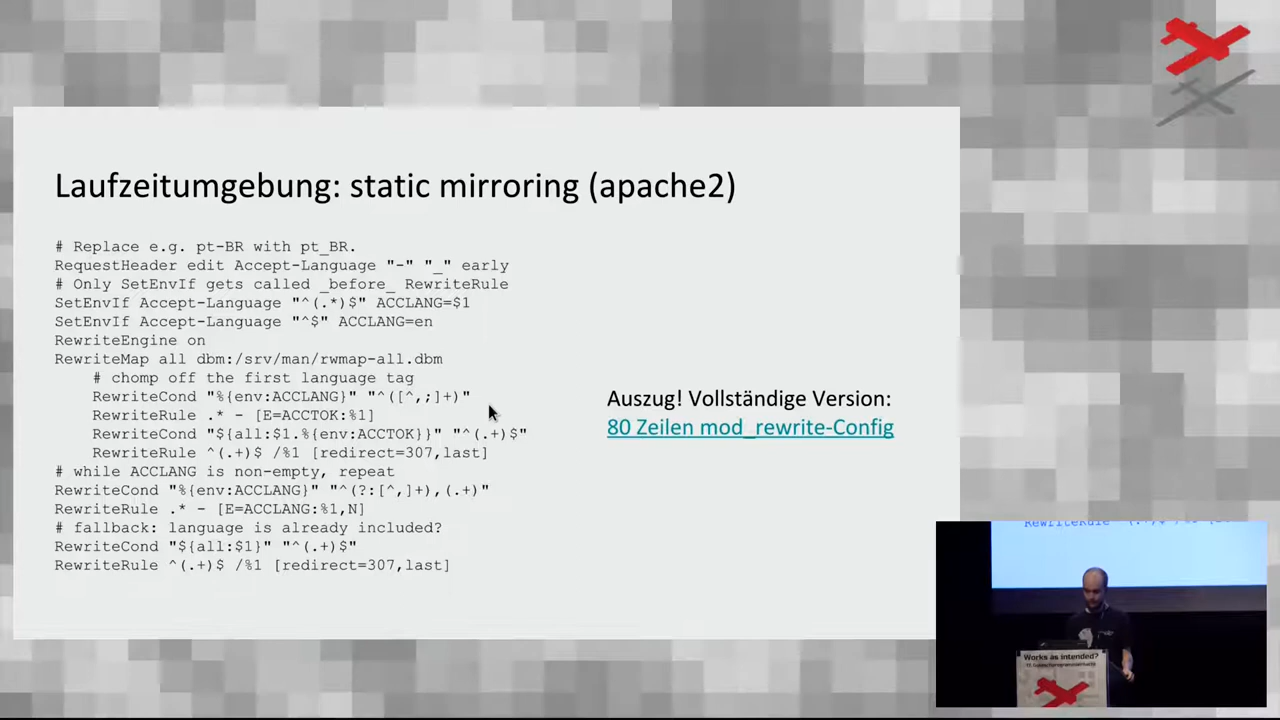 Laufzeitumgebung: static mirroring (apache2)
# Replace e.g. pt-BR with pt_BR.
RequestHeader edit Accept-Language "-" "_" early
# Only SetEnvIf gets called _before_ RewriteRule
SetEnvIf Accept-Language "^(.*)$" ACCLANG=$1
SetEnvIf Accept-Language "^$" ACCLANG=en
RewriteEngine on
RewriteMap all dbm:/srv/man/rwmap-all.dbm
# chomp off the first language tag
RewriteCond "%{env:ACCLANG}" "^([^,;]+)"
RewriteRule .* - [E=ACCTOK:%1]
RewriteCond "${all:$1.%{env:ACCTOK}}" "^(.+)$"
RewriteRule ^(.+)$ /%1 [redirect=307,last]
# while ACCLANG is non-empty, repeat
RewriteCond "%{env:ACCLANG}" "^(?:[^,]+),(.+)"
RewriteRule .* - [E=ACCLANG:%1,N]
# fallback: language is already included?
RewriteCond "${all:$1}" "^(.+)$"
RewriteRule ^(.+)$ /%1 [redirect=307,last]
Auszug! Vollständige Version:
80 Zeilen mod_rewrite-Config
Works as intended?